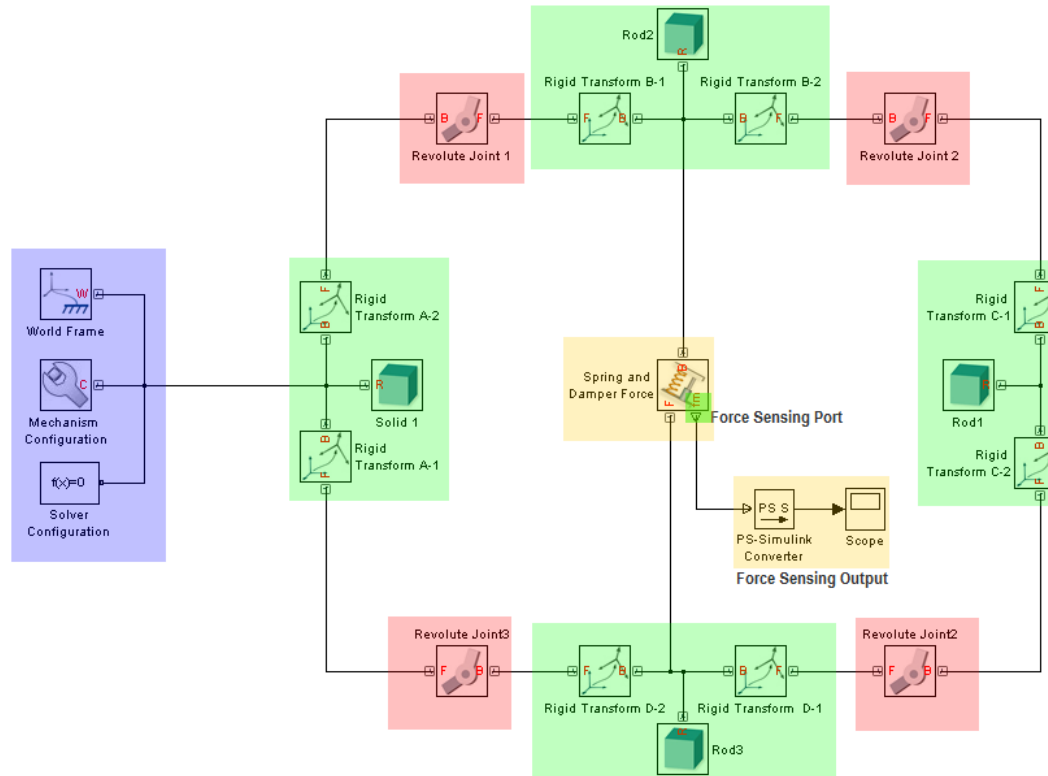 Rod2
R
Rigid Transform B-1
Rigid Transform B-2
B F
Revolute Joint 1
F B
B F
B F
Revolute Joint 2
W
World Frame
C
Mechanism
Configuration
f(x)=0
Solver
Configuration
F
B
Rigid
Transform A-2
R
Solid 1
B
F
Rigid
Transform A-1
Spring and
Damper Force
B
F
fm
Force Sensing Port
PS S
PS-Simulink
Converter
Scope
Force Sensing Output
F
B
Rigid
Transform C-1
R
Rod1
B
F
Rigid
Transform C-2
Revolute Joint3
F B
F B
Rigid Transform D-2
B F
Rigid Transform D-1
Revolute Joint2
F B
R
Rod3